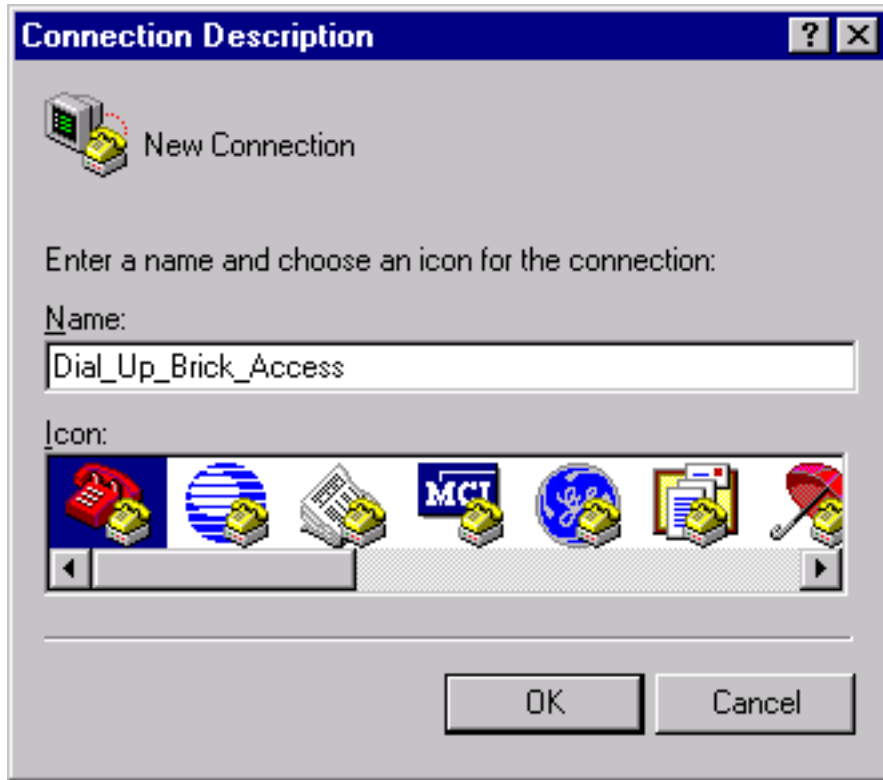 Connection Description
New Connection
Enter a name and choose an icon for the connection:
Name:
Dial_Up_Brick_Access
Icon:
MCI
OK Cancel